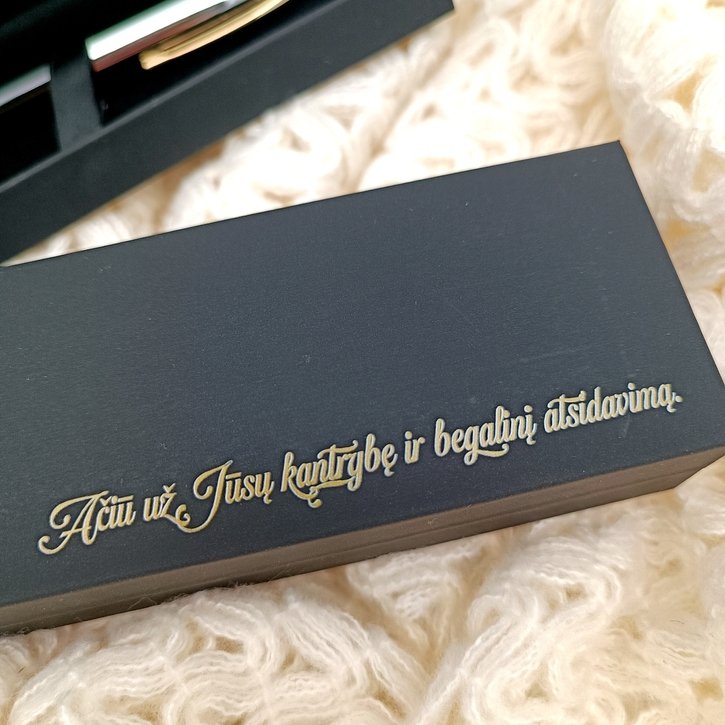 Ačiū už Jūsų kantrybę ir begalinį atsidavimą.